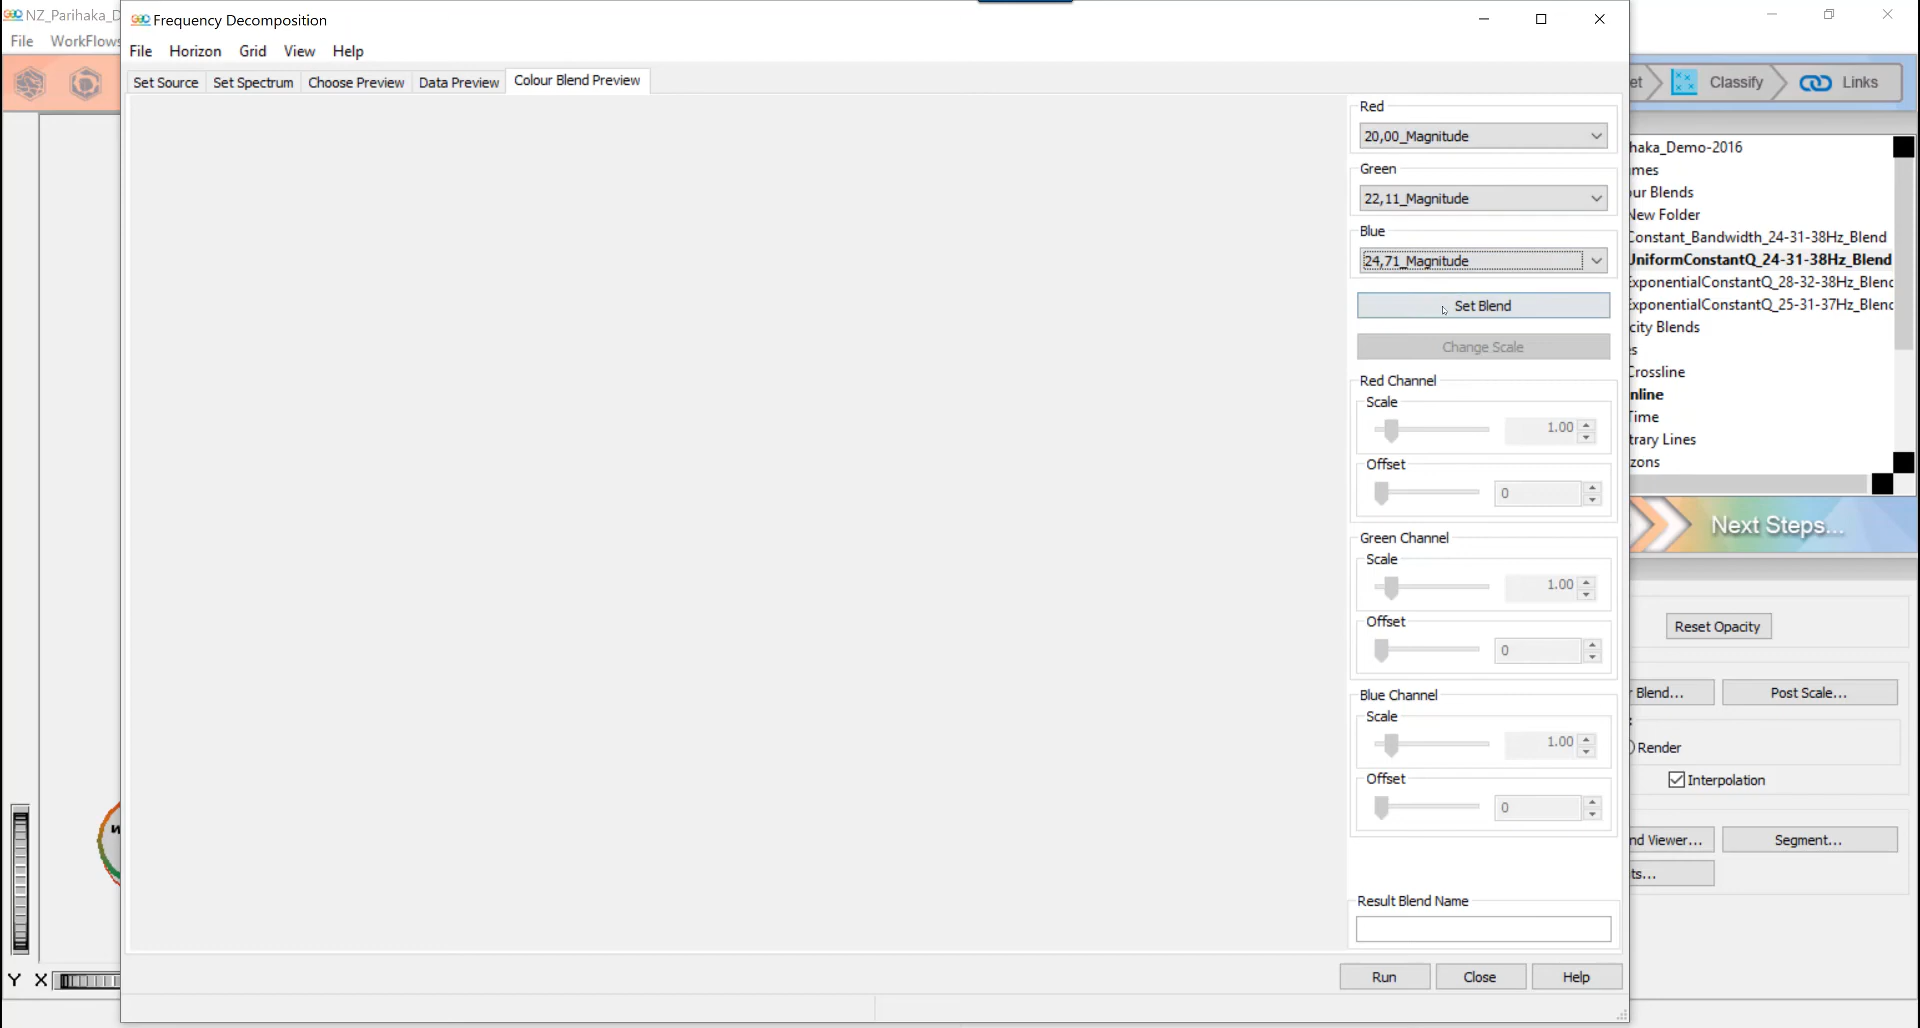 NZ_Parihaka_D
File WorkFlows
Frequency Decomposition
File Horizon Grid View Help
Set Source Set Spectrum Choose Preview Data Preview Colour Blend Preview
Red
20,00_Magnitude
Green
22,11_Magnitude
Blue
24,71_Magnitude
Set Blend
Change Scale
Red Channel
Scale
1.00
Offset
0
Green Channel
Scale
1.00
Offset
0
Blue Channel
Scale
1.00
Offset
0
Result Blend Name
Run Close Help
et Classify Links
haka_Demo-2016
mes
ur Blends
New Folder
Constant_Bandwidth_24-31-38Hz_Blend
UniformConstantQ_24-31-38Hz_Blend
ExponentialConstantQ_28-32-38Hz_Blend
ExponentialConstantQ_25-31-37Hz_Blend
city Blends
s
Crossline
nline
Time
trary Lines
zons
Next Steps...
Reset Opacity
r Blend... Post Scale...
Render
Interpolation
nd Viewer... Segment...
ts...
Y X